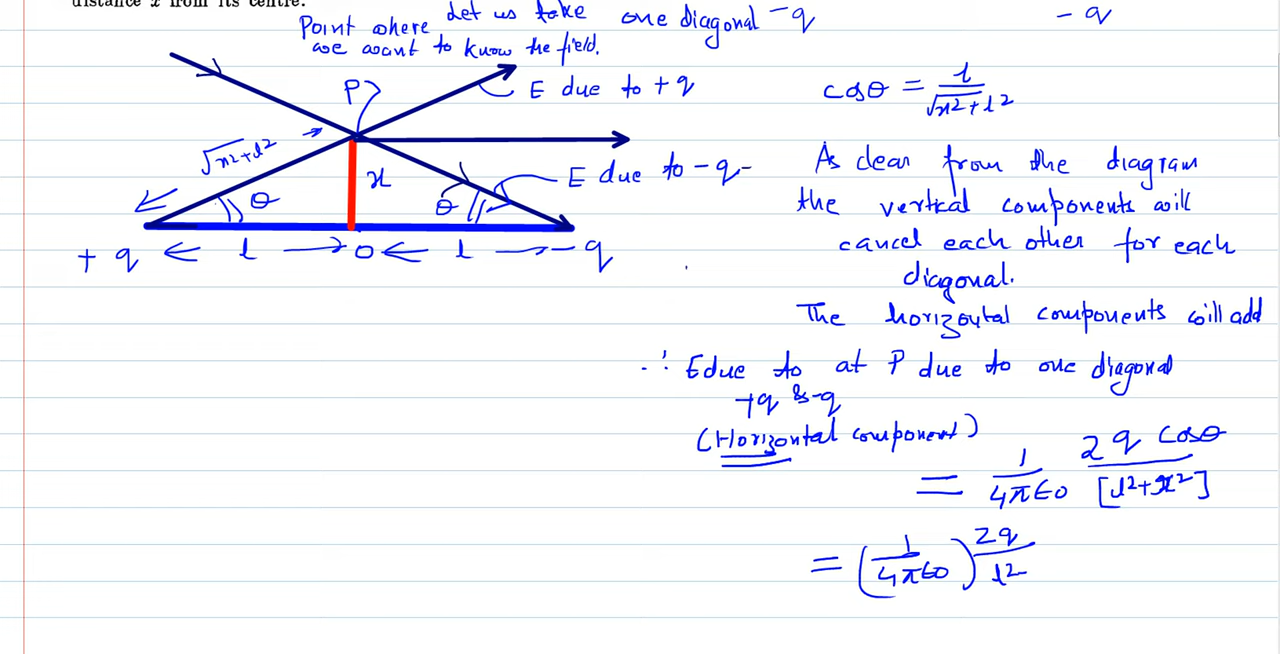 distance x from its centre.
Point where Let us take one diagonal -q
we want to know the field.
- q
P
E due to + q
cosθ = l / √x²+l²
√x²+l²
x
E due to -q-
θ
θ
+ q ← l → O ← l → - q
As clear from the diagram
the vertical components will
cancel each other for each
diagonal.
The horizontal components will add
∴ E due to at P due to one diagonal
+q & -q
(Horizontal component)
= 1/4πε0 2 q cosθ / [l²+x²]
= (1/4πε0) 2q / l²